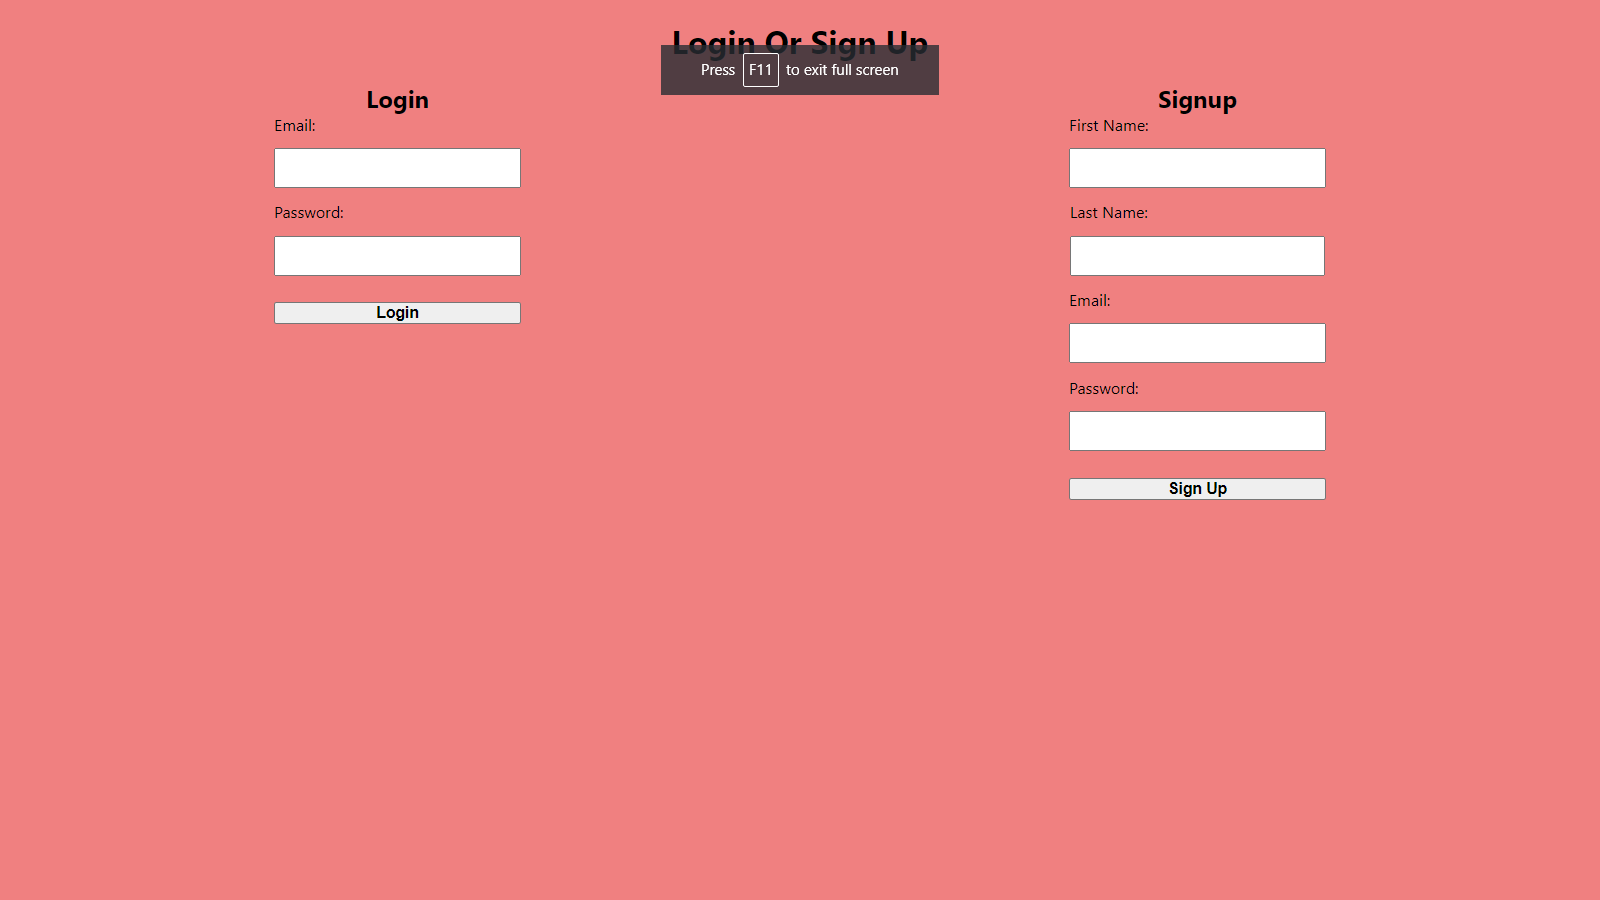 Login Or Sign Up
Press F11 to exit full screen
Login
Email:
Password:
Login
Signup
First Name:
Last Name:
Email:
Password:
Sign Up